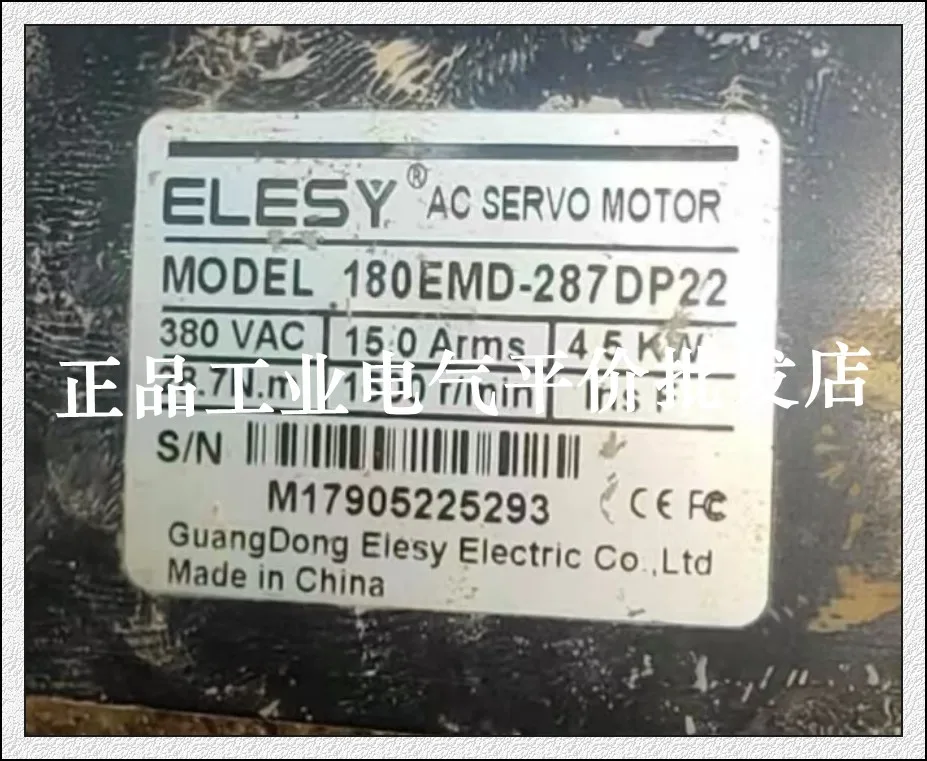 ELESY® AC SERVO MOTOR
MODEL 180EMD-287DP22
380 VAC 15.0 Arms 4.5 KW
正品工业电气平价批发店
r/min
S/N
M17905225293 CE FC
GuangDong Elesy Electric Co.,Ltd
Made in China